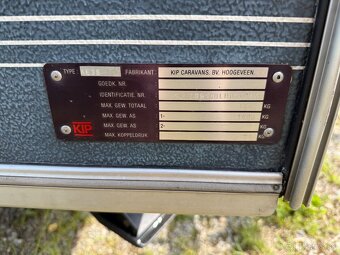 TYPE: FABRIKANT: KIP CARAVANS. BV. HOOGEVEEN
GOEDK. NR.
IDENTIFICATIE. NR.
MAX. GEW. TOTAAL KG
MAX. GEW. AS 1- KG
MAX. GEW. AS 2- KG
MAX. KOPPELDRUK KG
KIP